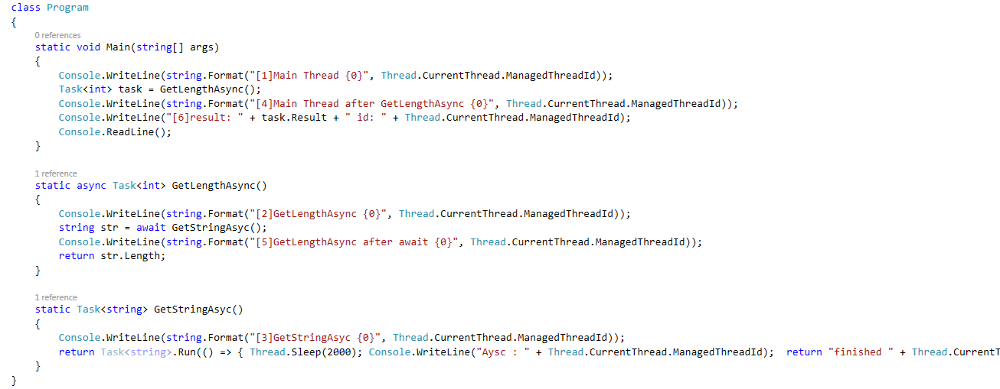 class Program
{
0 references
static void Main(string[] args)
{
Console.WriteLine(string.Format("[1]Main Thread {0}", Thread.CurrentThread.ManagedThreadId));
Task<int> task = GetLengthAsync();
Console.WriteLine(string.Format("[4]Main Thread after GetLengthAsync {0}", Thread.CurrentThread.ManagedThreadId));
Console.WriteLine("[6]result: " + task.Result + " id: " + Thread.CurrentThread.ManagedThreadId);
Console.ReadLine();
}
1 reference
static async Task<int> GetLengthAsync()
{
Console.WriteLine(string.Format("[2]GetLengthAsync {0}", Thread.CurrentThread.ManagedThreadId));
string str = await GetStringAsyc();
Console.WriteLine(string.Format("[5]GetLengthAsync after await {0}", Thread.CurrentThread.ManagedThreadId));
return str.Length;
}
1 reference
static Task<string> GetStringAsyc()
{
Console.WriteLine(string.Format("[3]GetStringAsyc {0}", Thread.CurrentThread.ManagedThreadId));
return Task<string>.Run(() => { Thread.Sleep(2000); Console.WriteLine("Aysc : " + Thread.CurrentThread.ManagedThreadId);  return "finished " + Thread.CurrentT
}
}